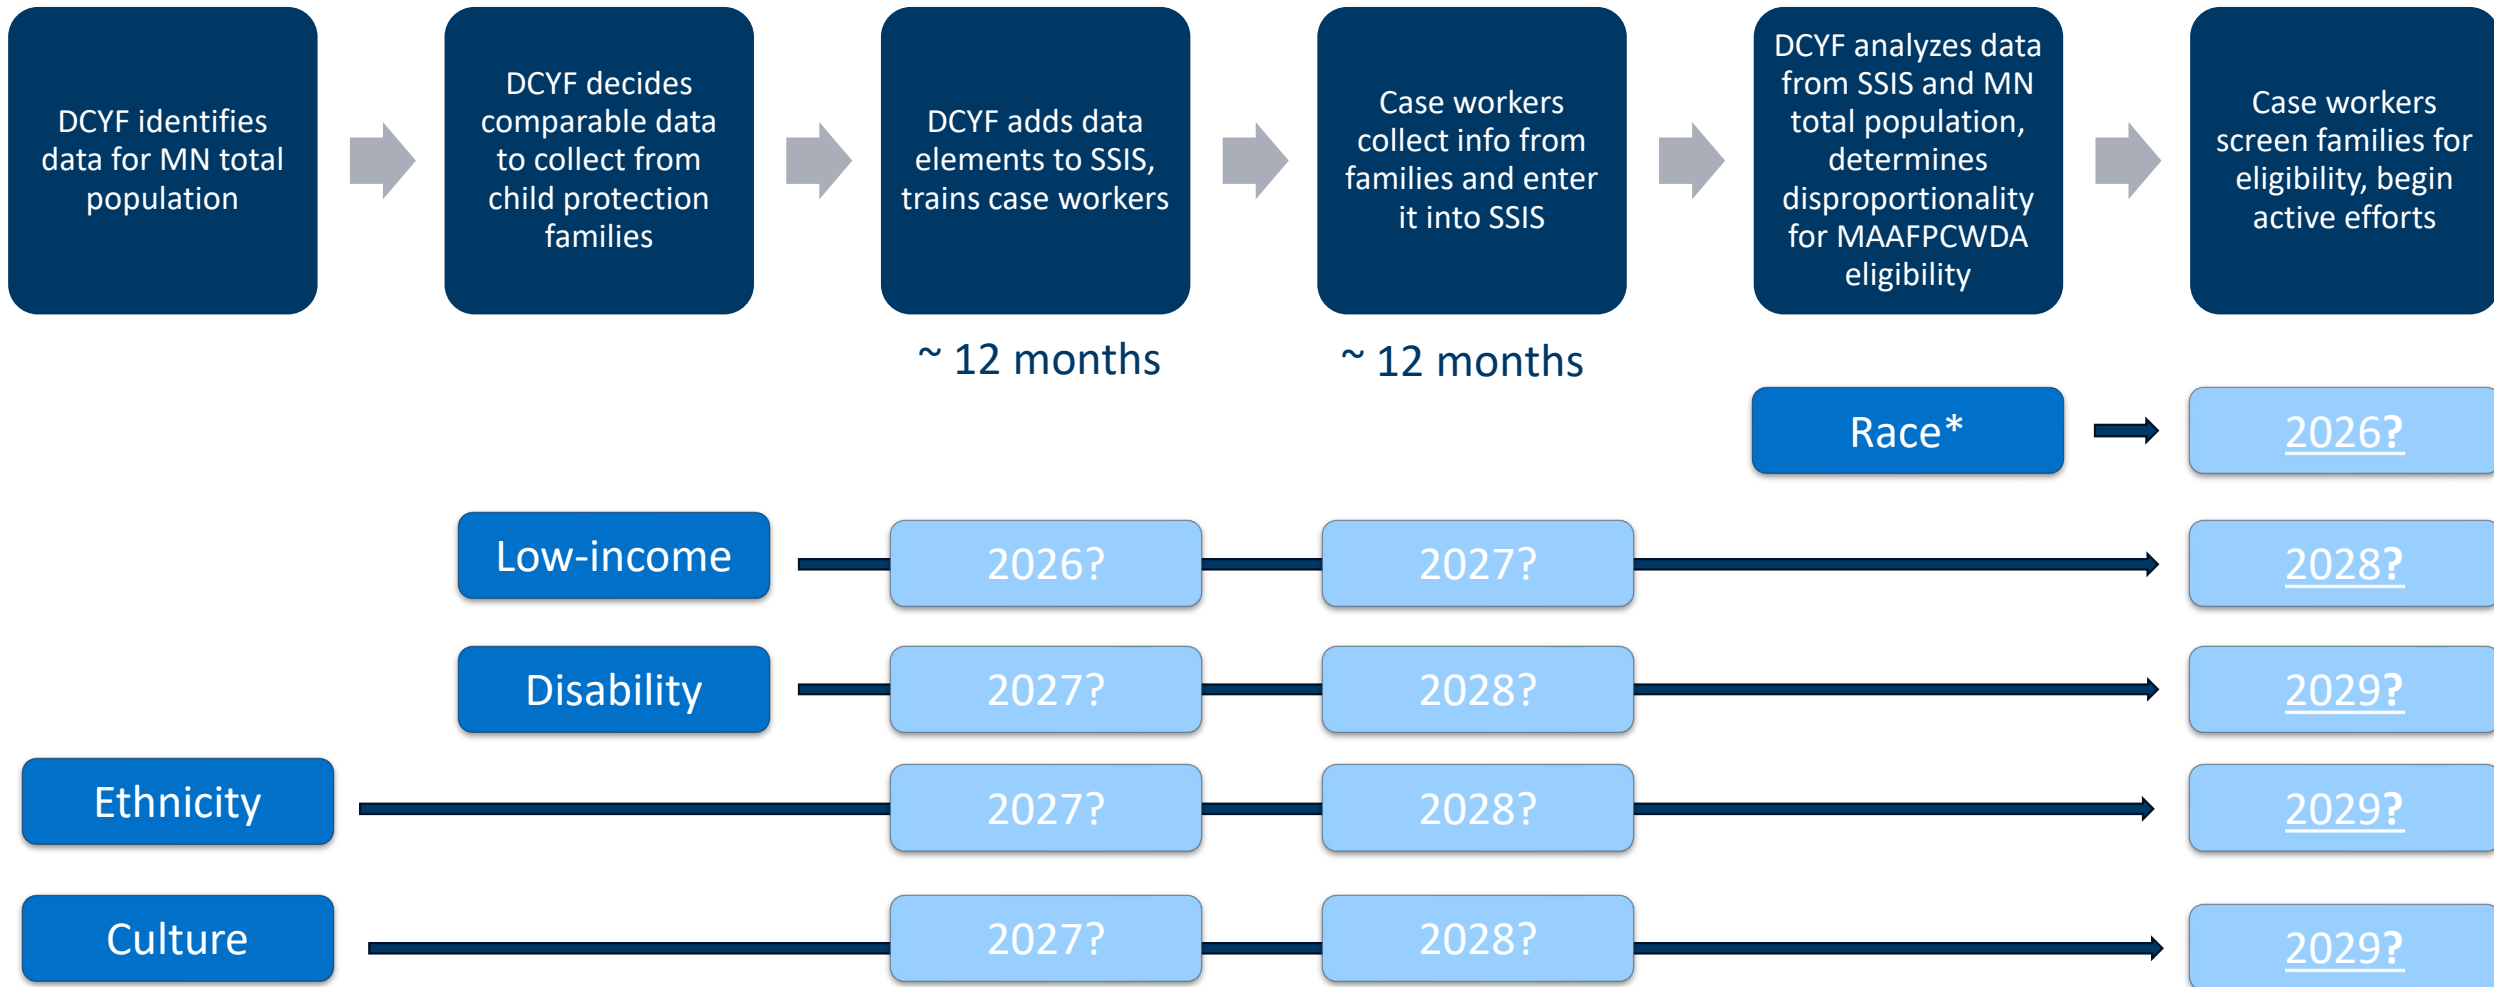 DCYF identifies
data for MN total
population
DCYF decides
comparable data
to collect from
child protection
families
DCYF adds data
elements to SSIS,
trains case workers
Case workers
collect info from
families and enter
it into SSIS
DCYF analyzes data
from SSIS and MN
total population,
determines
disproportionality
for MAAFPCWDA
eligibility
Case workers
screen families for
eligibility, begin
active efforts
~ 12 months
~ 12 months
Race*
2026?
Low-income
2026?
2027?
2028?
Disability
2027?
2028?
2029?
Ethnicity
2027?
2028?
2029?
Culture
2027?
2028?
2029?